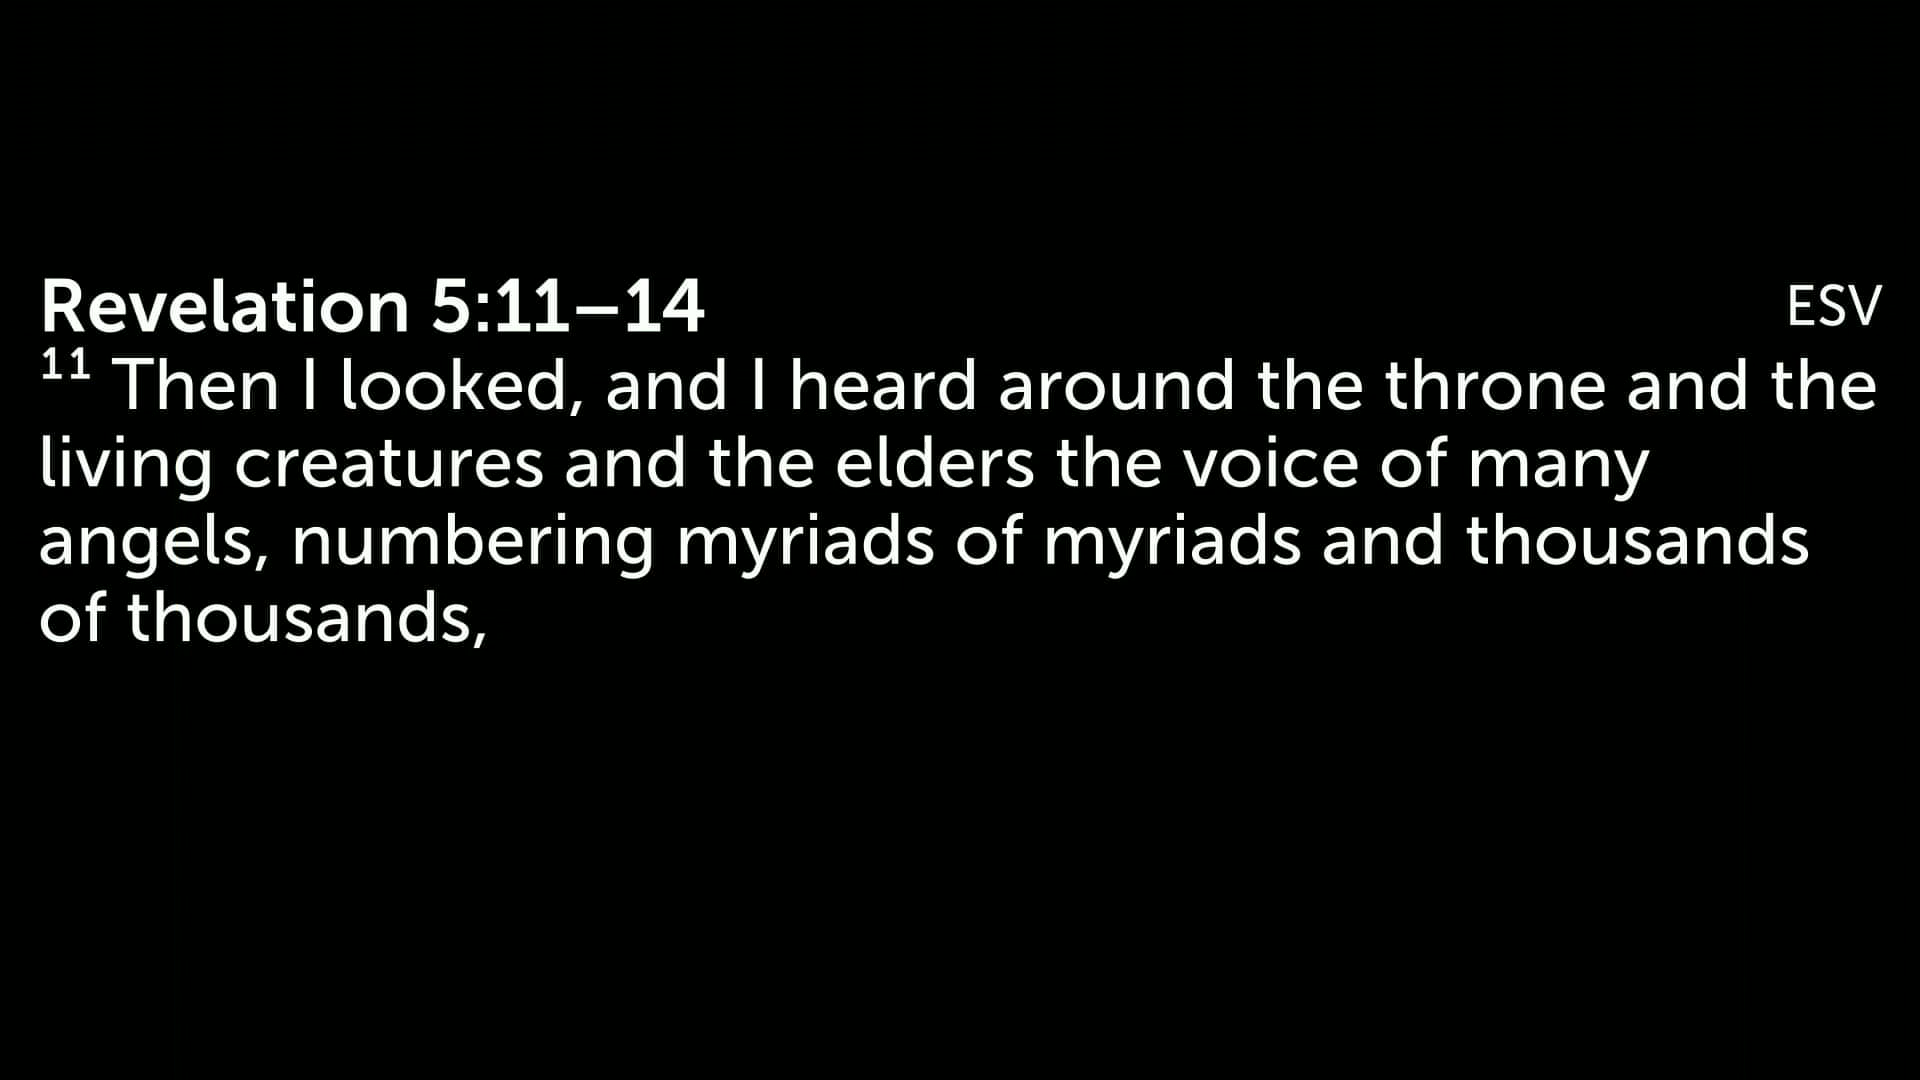 Revelation 5:11–14 ESV
11 Then I looked, and I heard around the throne and the
living creatures and the elders the voice of many
angels, numbering myriads of myriads and thousands
of thousands,